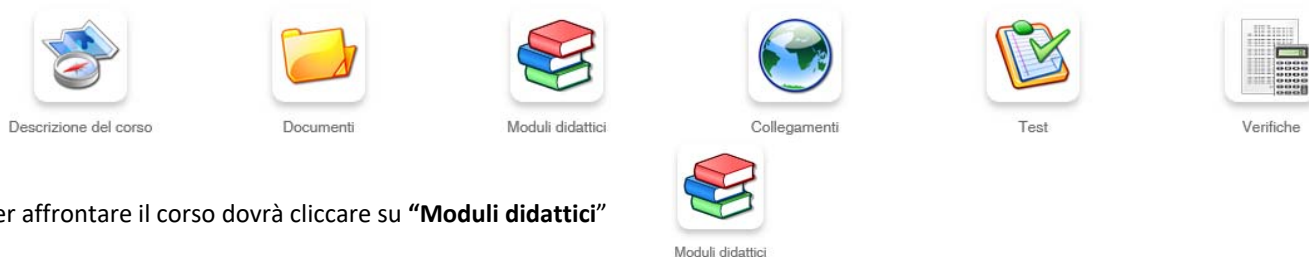 Descrizione del corso Documenti Moduli didattici Collegamenti Test Verifiche
er affrontare il corso dovrà cliccare su “Moduli didattici”
Moduli didattici